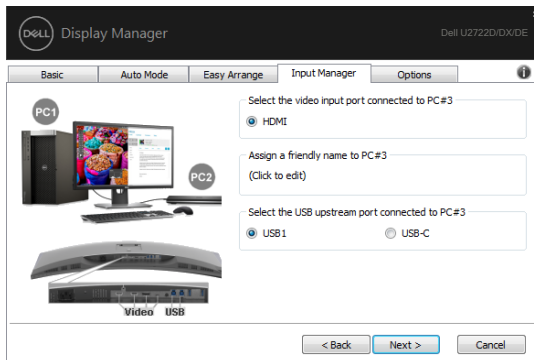 DELL Display Manager
Dell U2722D/DX/DE
Basic Auto Mode Easy Arrange Input Manager Options
Select the video input port connected to PC#3
HDMI
PC1
Assign a friendly name to PC#3
(Click to edit)
PC2
Select the USB upstream port connected to PC#3
USB1 USB-C
Video USB
< Back Next > Cancel